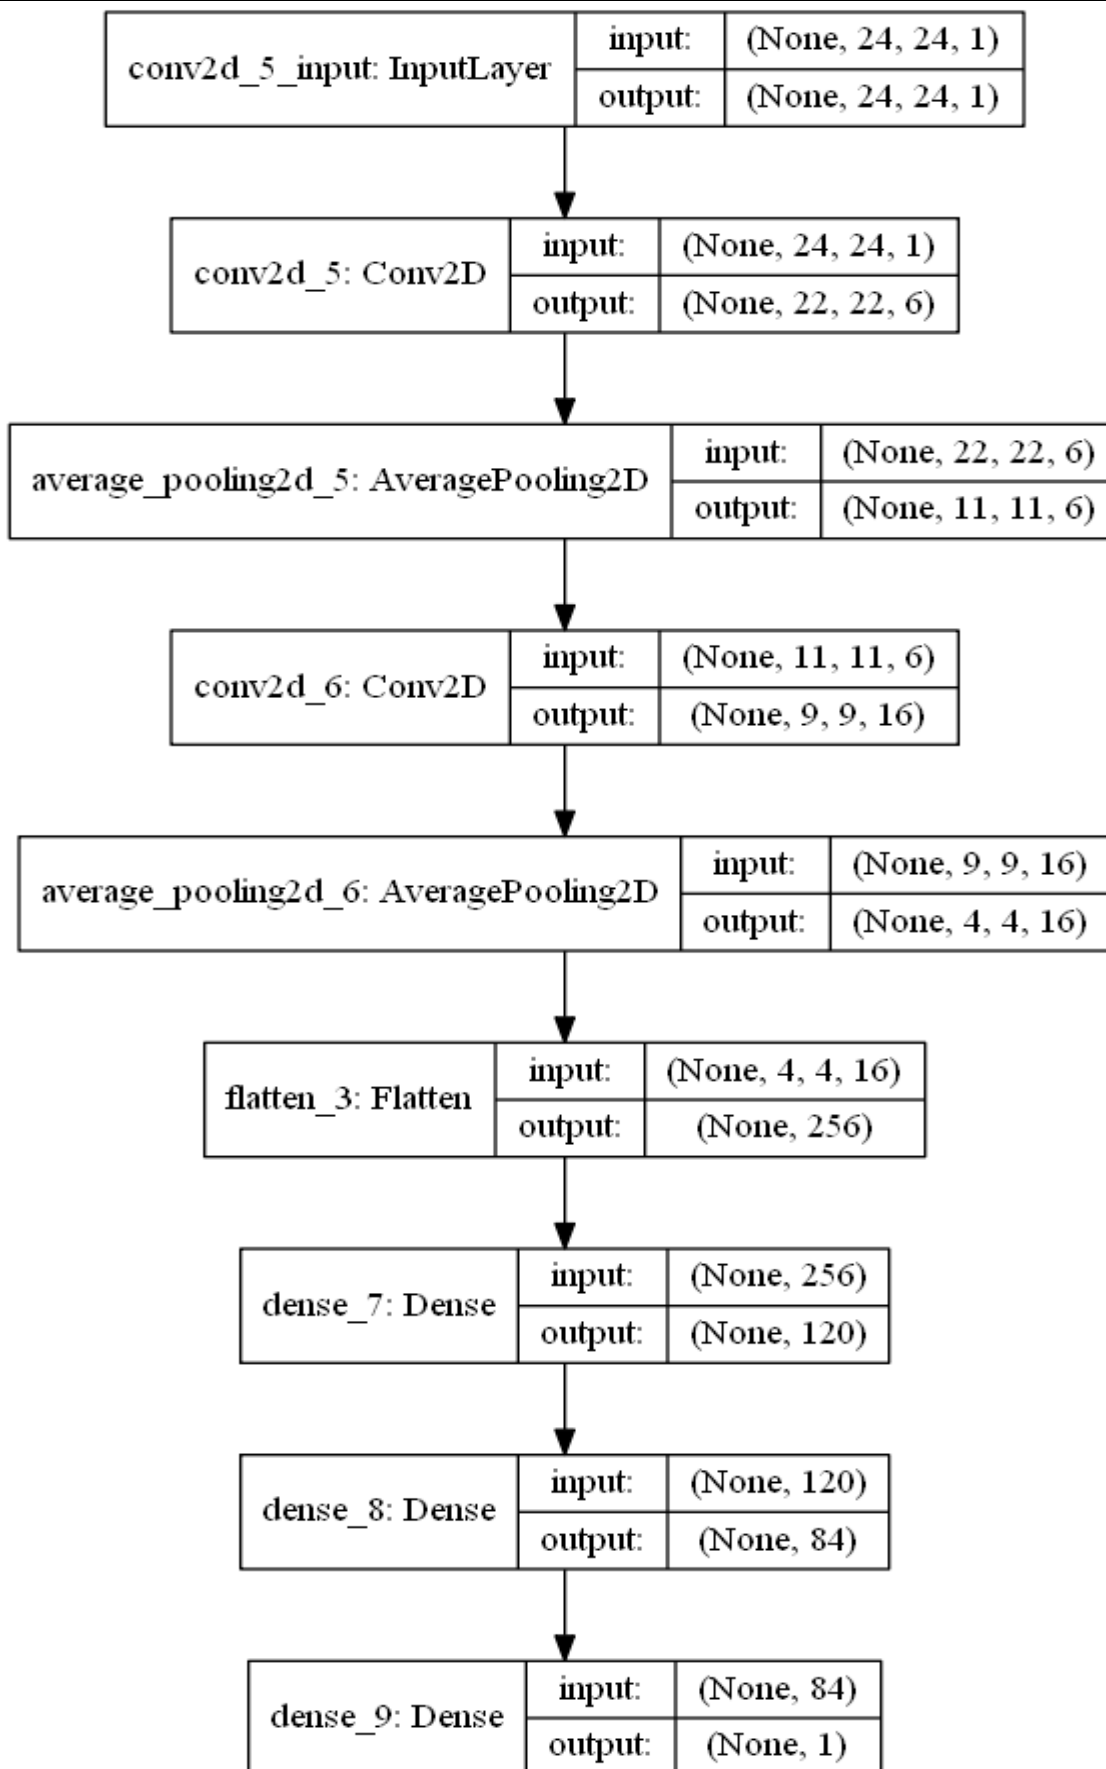 conv2d_5_input: InputLayer
input: (None, 24, 24, 1)
output: (None, 24, 24, 1)
conv2d_5: Conv2D
input: (None, 24, 24, 1)
output: (None, 22, 22, 6)
average_pooling2d_5: AveragePooling2D
input: (None, 22, 22, 6)
output: (None, 11, 11, 6)
conv2d_6: Conv2D
input: (None, 11, 11, 6)
output: (None, 9, 9, 16)
average_pooling2d_6: AveragePooling2D
input: (None, 9, 9, 16)
output: (None, 4, 4, 16)
flatten_3: Flatten
input: (None, 4, 4, 16)
output: (None, 256)
dense_7: Dense
input: (None, 256)
output: (None, 120)
dense_8: Dense
input: (None, 120)
output: (None, 84)
dense_9: Dense
input: (None, 84)
output: (None, 1)